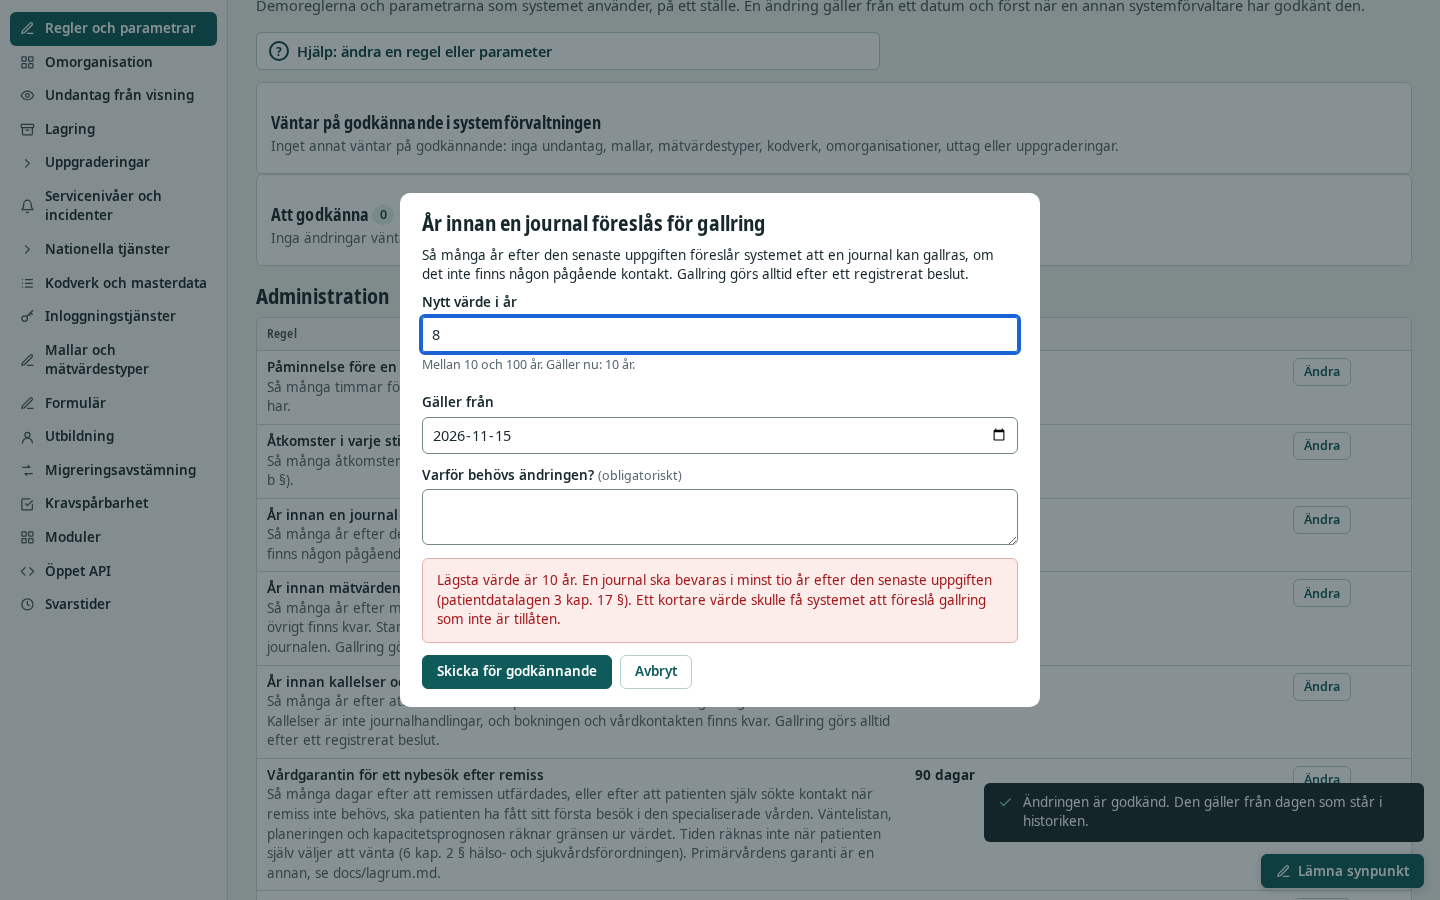 Regler och parametrar
Omorganisation
Undantag från visning
Lagring
Uppgraderingar
Servicenivåer och
incidenter
Nationella tjänster
Kodverk och masterdata
Inloggningstjänster
Mallar och
mätvärdestyper
Formulär
Utbildning
Migreringsavstämning
Kravspårbarhet
Moduler
Öppet API
Svarstider
Demoreglerna och parametrarna som systemet använder, på ett ställe. En ändring gäller från ett datum och först när en annan systemförvaltare har godkänt den.
? Hjälp: ändra en regel eller parameter
Väntar på godkännande i systemförvaltningen
Inget annat väntar på godkännande: inga undantag, mallar, mätvärdestyper, kodverk, omorganisationer, uttag eller uppgraderingar.
Att godkänna 0
Inga ändringar vänt
Administration
Regel
Påminnelse före en
Så många timmar fö
har.
Ändra
Åtkomster i varje sti
Så många åtkomster
b §).
Ändra
År innan en journal
Så många år efter de
finns någon pågåend
Ändra
År innan mätvärden
Så många år efter m
övrigt finns kvar. Star
journalen. Gallring gö
Ändra
År innan kallelser o
Så många år efter at
Kallelser är inte journalhandlingar, och bokningen och vårdkontakten finns kvar. Gallring görs alltid
efter ett registrerat beslut.
Ändra
Vårdgarantin för ett nybesök efter remiss
Så många dagar efter att remissen utfärdades, eller efter att patienten själv sökte kontakt när
remiss inte behövs, ska patienten ha fått sitt första besök i den specialiserade vården. Väntelistan,
planeringen och kapacitetsprognosen räknar gränsen ur värdet. Tiden räknas inte när patienten
själv väljer att vänta (6 kap. 2 § hälso- och sjukvårdsförordningen). Primärvårdens garanti är en
annan, se docs/lagrum.md.
90 dagar
Ändra
År innan en journal föreslås för gallring
Så många år efter den senaste uppgiften föreslår systemet att en journal kan gallras, om
det inte finns någon pågående kontakt. Gallring görs alltid efter ett registrerat beslut.
Nytt värde i år
8
Mellan 10 och 100 år. Gäller nu: 10 år.
Gäller från
2026-11-15
Varför behövs ändringen? (obligatoriskt)
Lägsta värde är 10 år. En journal ska bevaras i minst tio år efter den senaste uppgiften
(patientdatalagen 3 kap. 17 §). Ett kortare värde skulle få systemet att föreslå gallring
som inte är tillåten.
Skicka för godkännande
Avbryt
Ändringen är godkänd. Den gäller från dagen som står i
historiken.
Lämna synpunkt